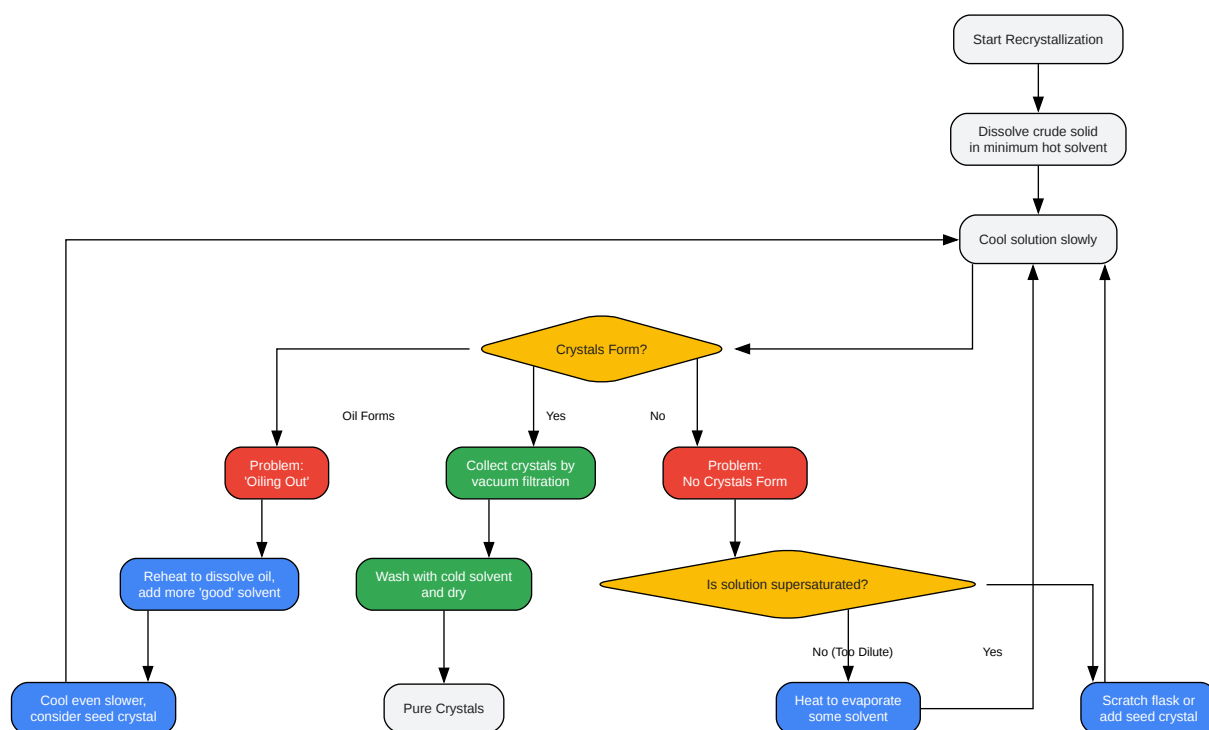 Start Recrystallization
Dissolve crude solid
in minimum hot solvent
Cool solution slowly
Crystals Form?
Oil Forms
Yes
No
Problem:
'Oiling Out'
Collect crystals by
vacuum filtration
Problem:
No Crystals Form
Reheat to dissolve oil,
add more 'good' solvent
Wash with cold solvent
and dry
Is solution supersaturated?
No (Too Dilute)
Yes
Cool even slower,
consider seed crystal
Pure Crystals
Heat to evaporate
some solvent
Scratch flask or
add seed crystal